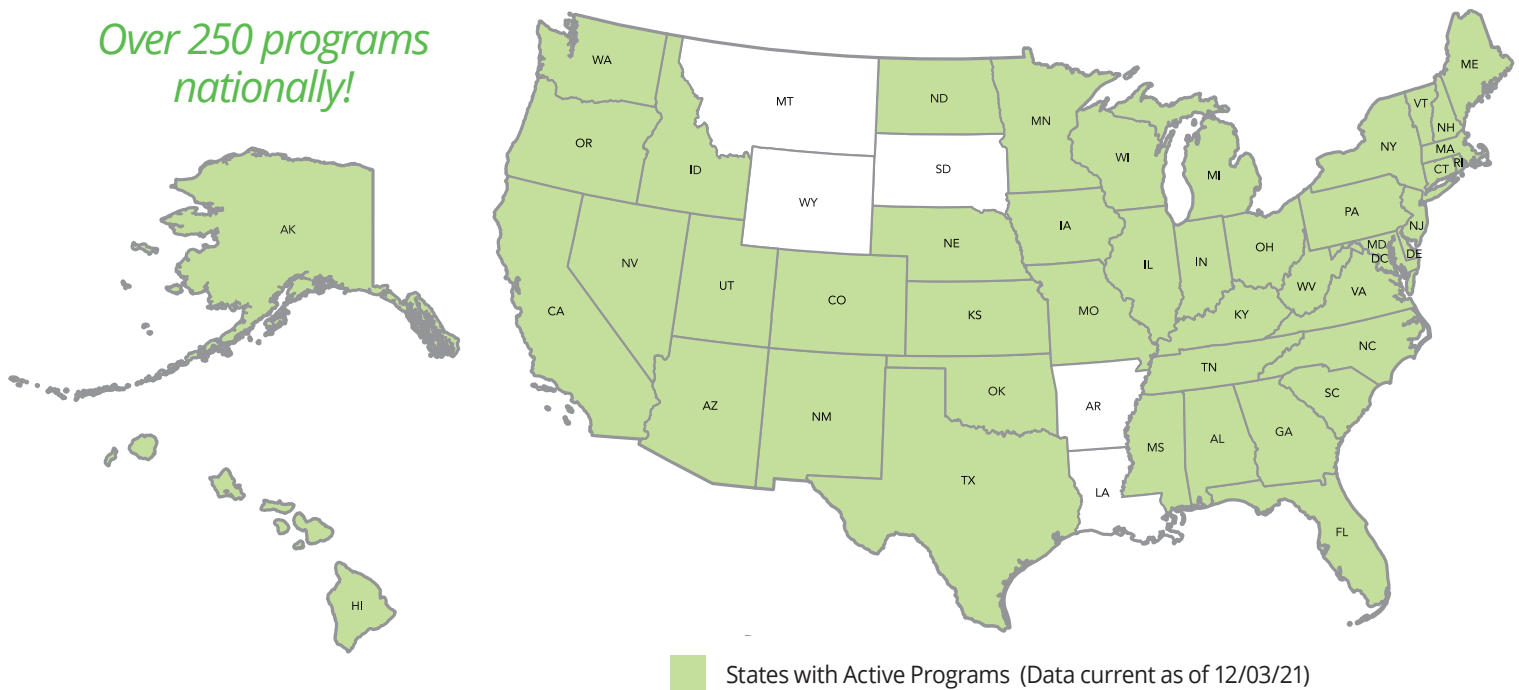 Over 250 programs
nationally!
WA
MT
ND
MN
ME
VT
NH
OR
ID
WY
SD
WI
MI
NY
MA
CT
RI
AK
NV
UT
CO
NE
IA
IL
IN
OH
PA
NJ
MD
DC
DE
CA
KS
MO
KY
WV
VA
AZ
NM
OK
AR
TN
NC
SC
TX
LA
MS
AL
GA
FL
HI
States with Active Programs (Data current as of 12/03/21)